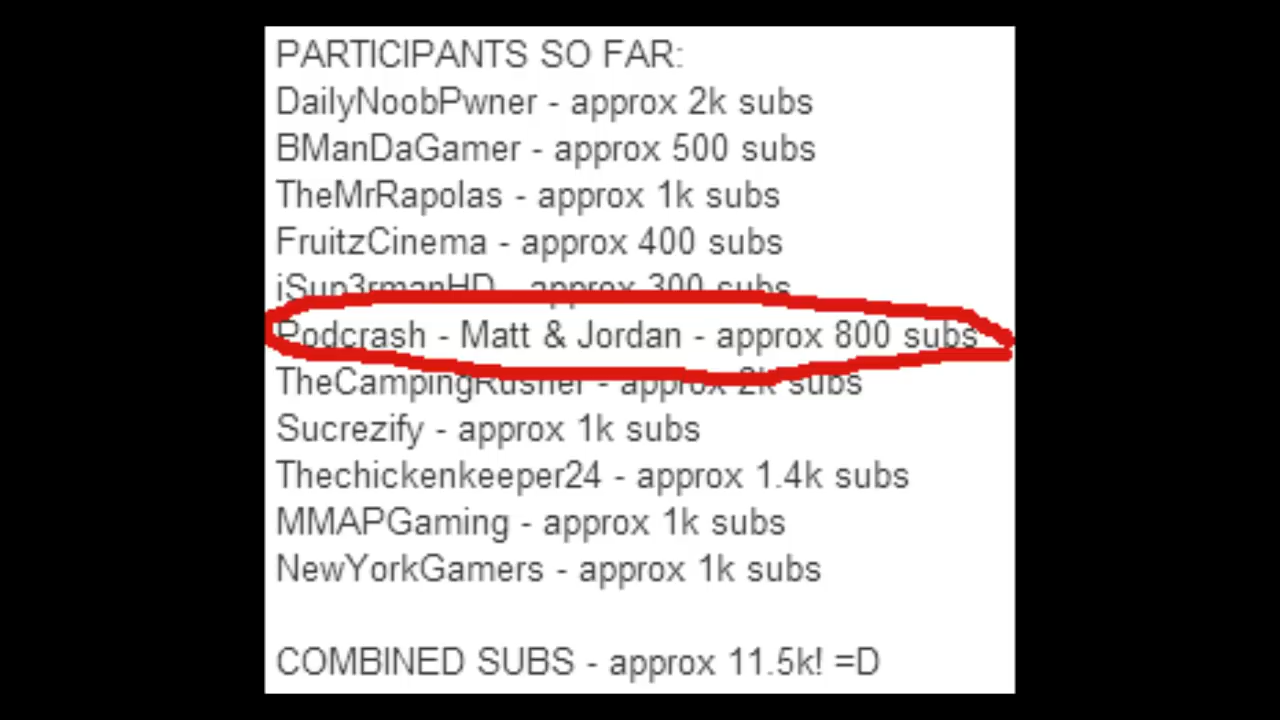 PARTICIPANTS SO FAR:
DailyNoobPwner - approx 2k subs
BManDaGamer - approx 500 subs
TheMrRapolas - approx 1k subs
FruitzCinema - approx 400 subs
iSup3rmanHD - approx 300 subs
Podcrash - Matt & Jordan - approx 800 subs
TheCampingRusher - approx 2k subs
Sucrezify - approx 1k subs
Thechickenkeeper24 - approx 1.4k subs
MMAPGaming - approx 1k subs
NewYorkGamers - approx 1k subs
COMBINED SUBS - approx 11.5k! =D